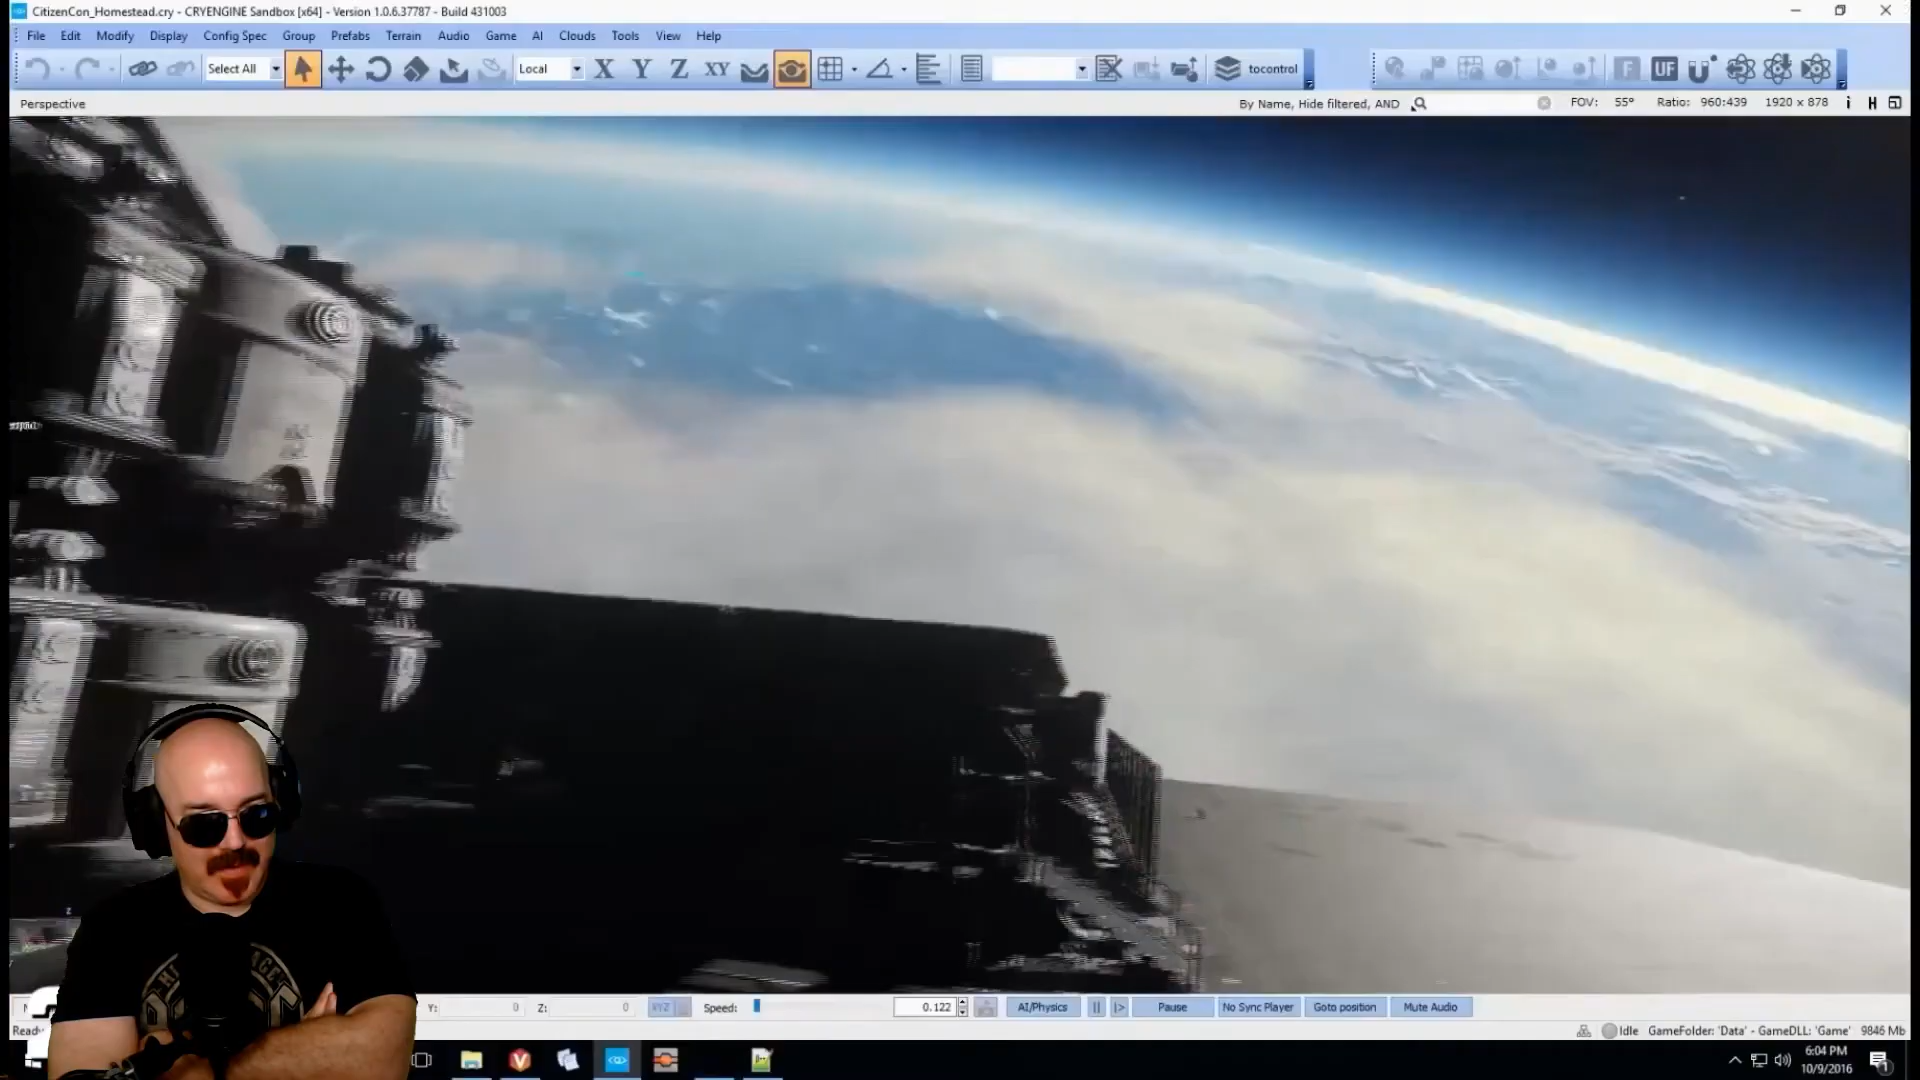 CitizenCon_Homestead.cry - CRYENGINE Sandbox [x64] - Version 1.0.6.37787 - Build 431003
File Edit Modify Display Config Spec Group Prefabs Terrain Audio Game AI Clouds Tools View Help
Select All Local X Y Z XY tocontrol F UF
Perspective By Name, Hide filtered, AND FOV: 55° Ratio: 960:439 1920 x 878 i H
Y: 0 Z: 0 XYZ Speed: 0.122 AI/Physics Pause No Sync Player Goto position Mute Audio
Ready Idle GameFolder: 'Data' - GameDLL: 'Game' 9846 Mb
6:04 PM
10/9/2016